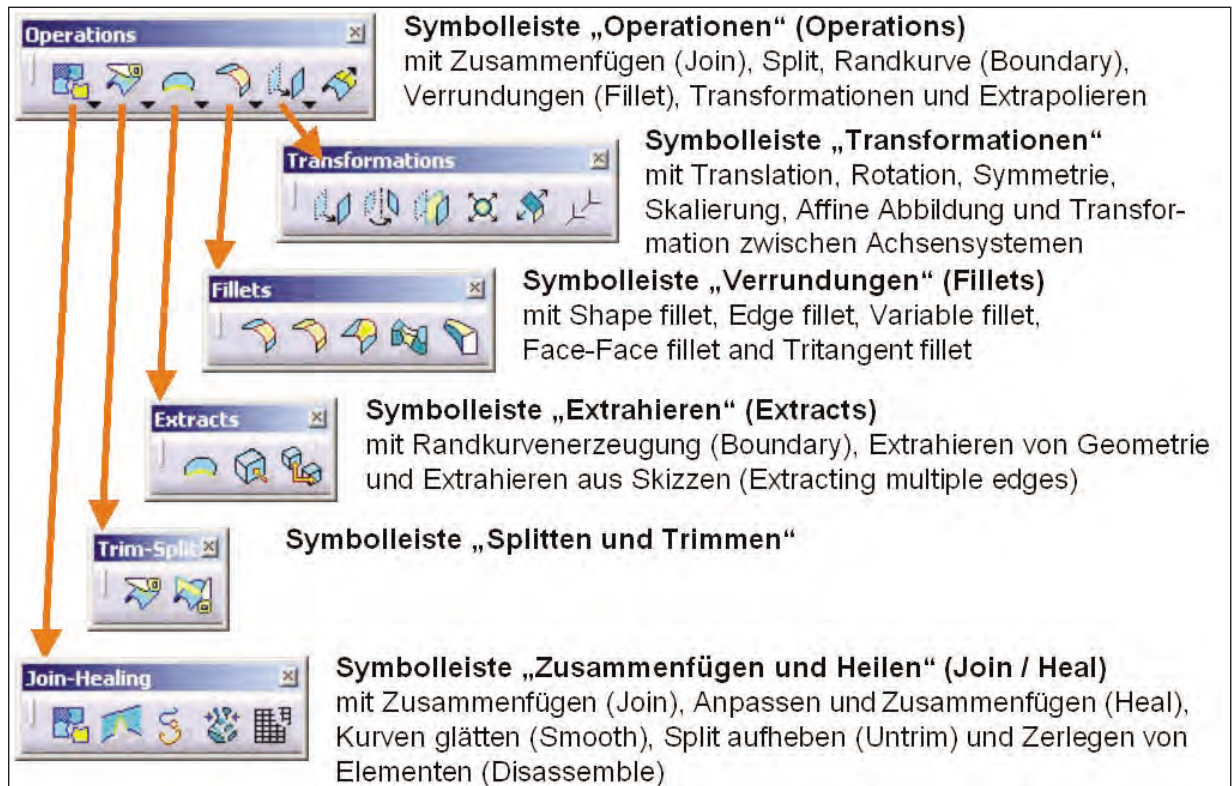 Operations
Symbolleiste „Operationen“ (Operations)
mit Zusammenfügen (Join), Split, Randkurve (Boundary),
Verrundungen (Fillet), Transformationen und Extrapolieren
Transformations
Symbolleiste „Transformationen“
mit Translation, Rotation, Symmetrie,
Skalierung, Affine Abbildung und Transfor-
mation zwischen Achsensystemen
Fillets
Symbolleiste „Verrundungen“ (Fillets)
mit Shape fillet, Edge fillet, Variable fillet,
Face-Face fillet and Tritangent fillet
Extracts
Symbolleiste „Extrahieren“ (Extracts)
mit Randkurvenerzeugung (Boundary), Extrahieren von Geometrie
und Extrahieren aus Skizzen (Extracting multiple edges)
Trim-Split
Symbolleiste „Splitten und Trimmen“
Join-Healing
Symbolleiste „Zusammenfügen und Heilen“ (Join / Heal)
mit Zusammenfügen (Join), Anpassen und Zusammenfügen (Heal),
Kurven glätten (Smooth), Split aufheben (Untrim) und Zerlegen von
Elementen (Disassemble)